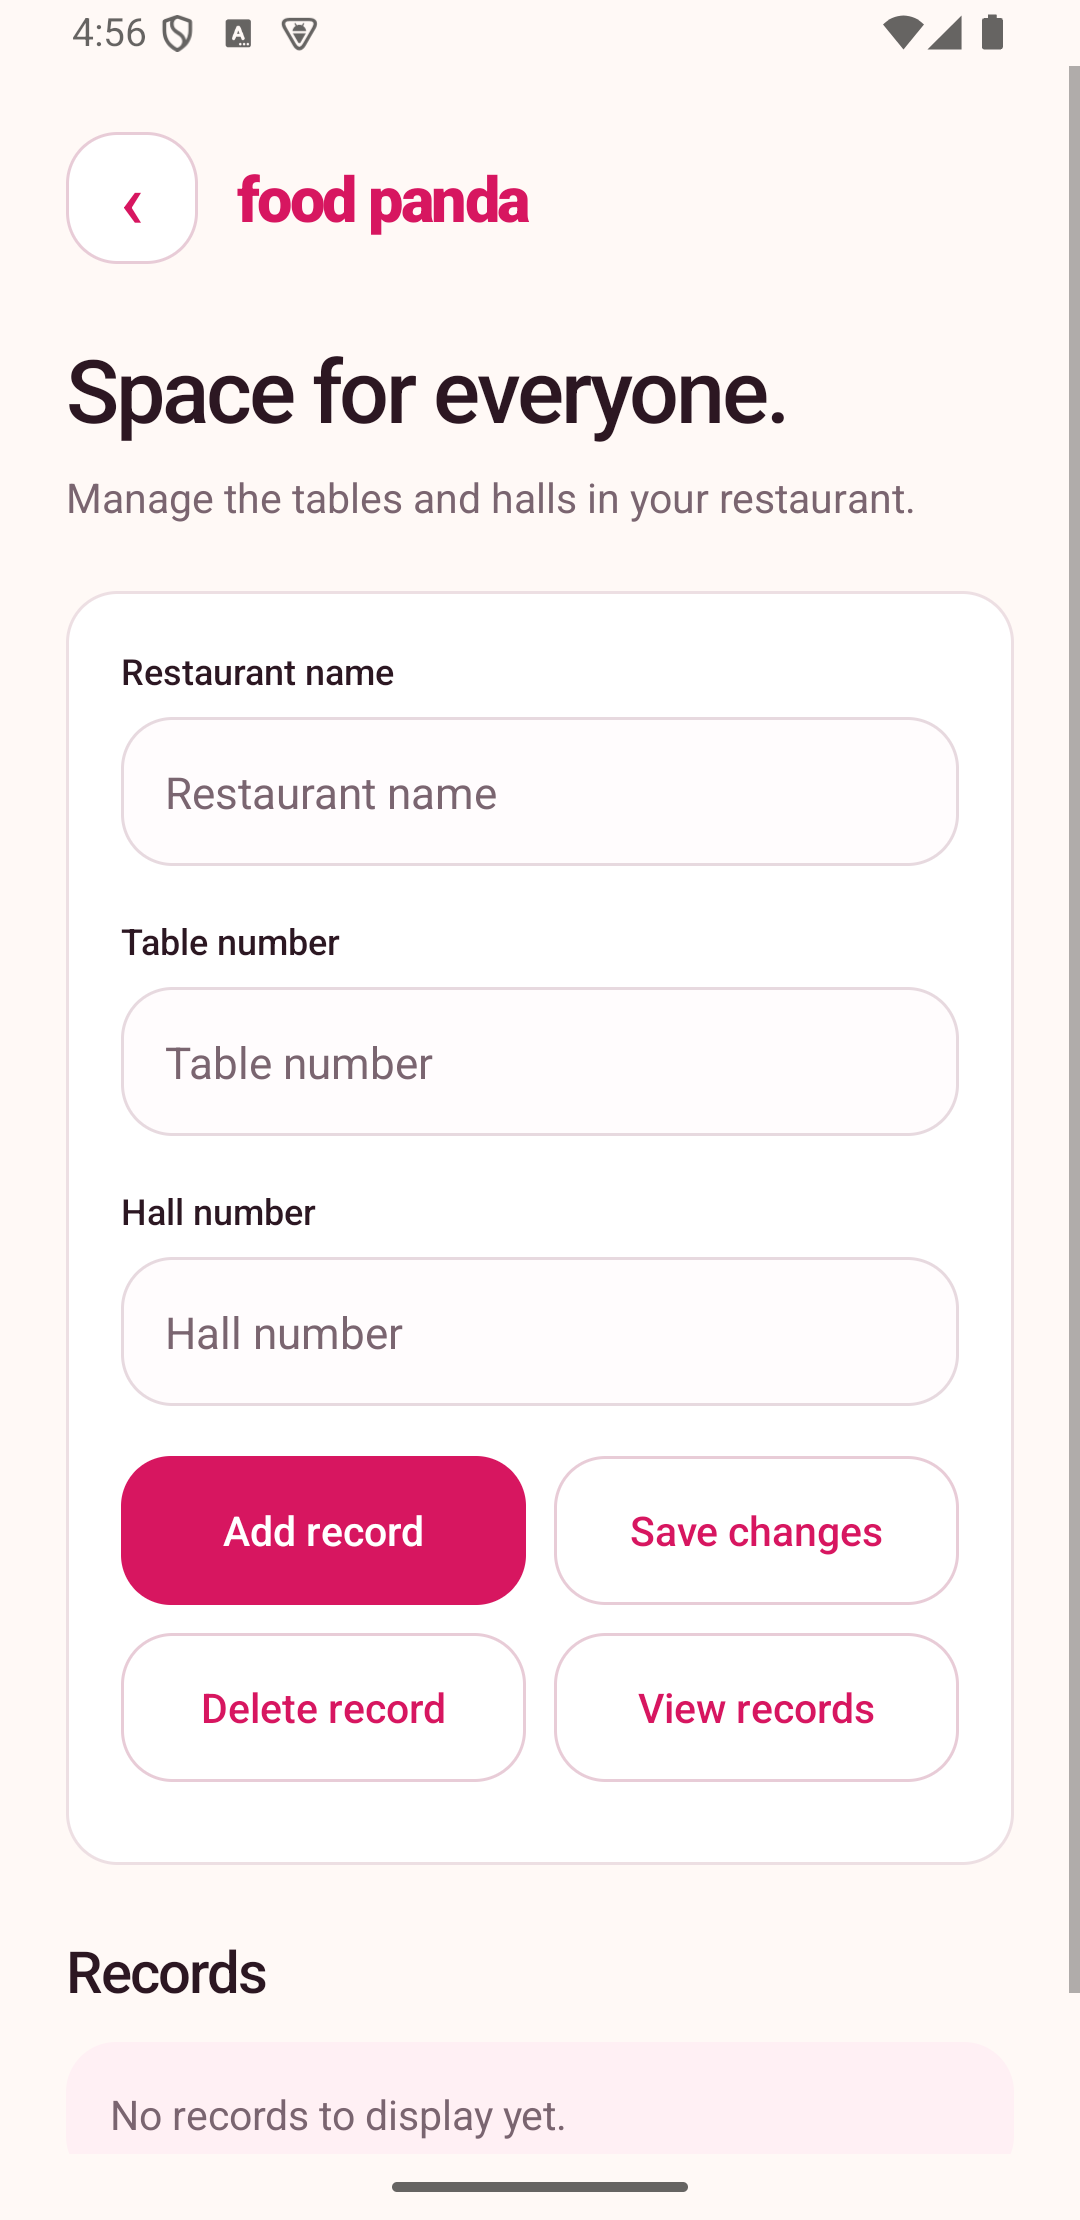 4:56
‹
food panda
Space for everyone.
Manage the tables and halls in your restaurant.
Restaurant name
Restaurant name
Table number
Table number
Hall number
Hall number
Add record
Save changes
Delete record
View records
Records
No records to display yet.